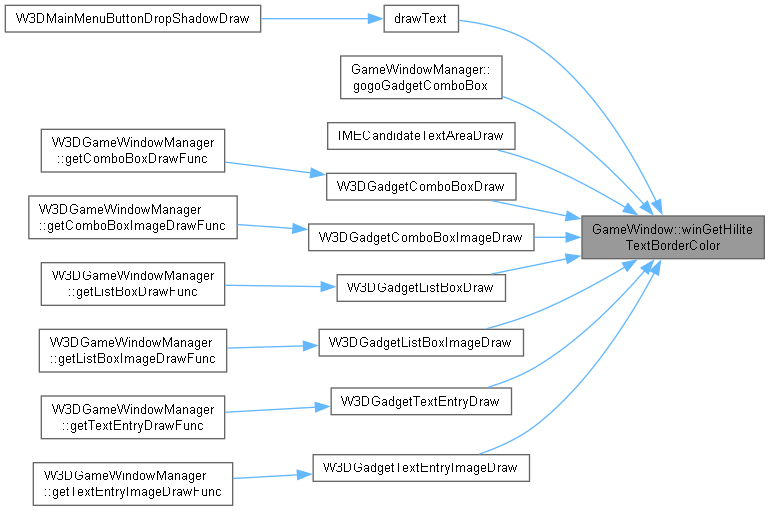 W3DMainMenuButtonDropShadowDraw
drawText
GameWindowManager::
gogoGadgetComboBox
IMECandidateTextAreaDraw
W3DGameWindowManager
::getComboBoxDrawFunc
W3DGadgetComboBoxDraw
W3DGameWindowManager
::getComboBoxImageDrawFunc
W3DGadgetComboBoxImageDraw
GameWindow::winGetHilite
TextBorderColor
W3DGameWindowManager
::getListBoxDrawFunc
W3DGadgetListBoxDraw
W3DGameWindowManager
::getListBoxImageDrawFunc
W3DGadgetListBoxImageDraw
W3DGameWindowManager
::getTextEntryDrawFunc
W3DGadgetTextEntryDraw
W3DGameWindowManager
::getTextEntryImageDrawFunc
W3DGadgetTextEntryImageDraw